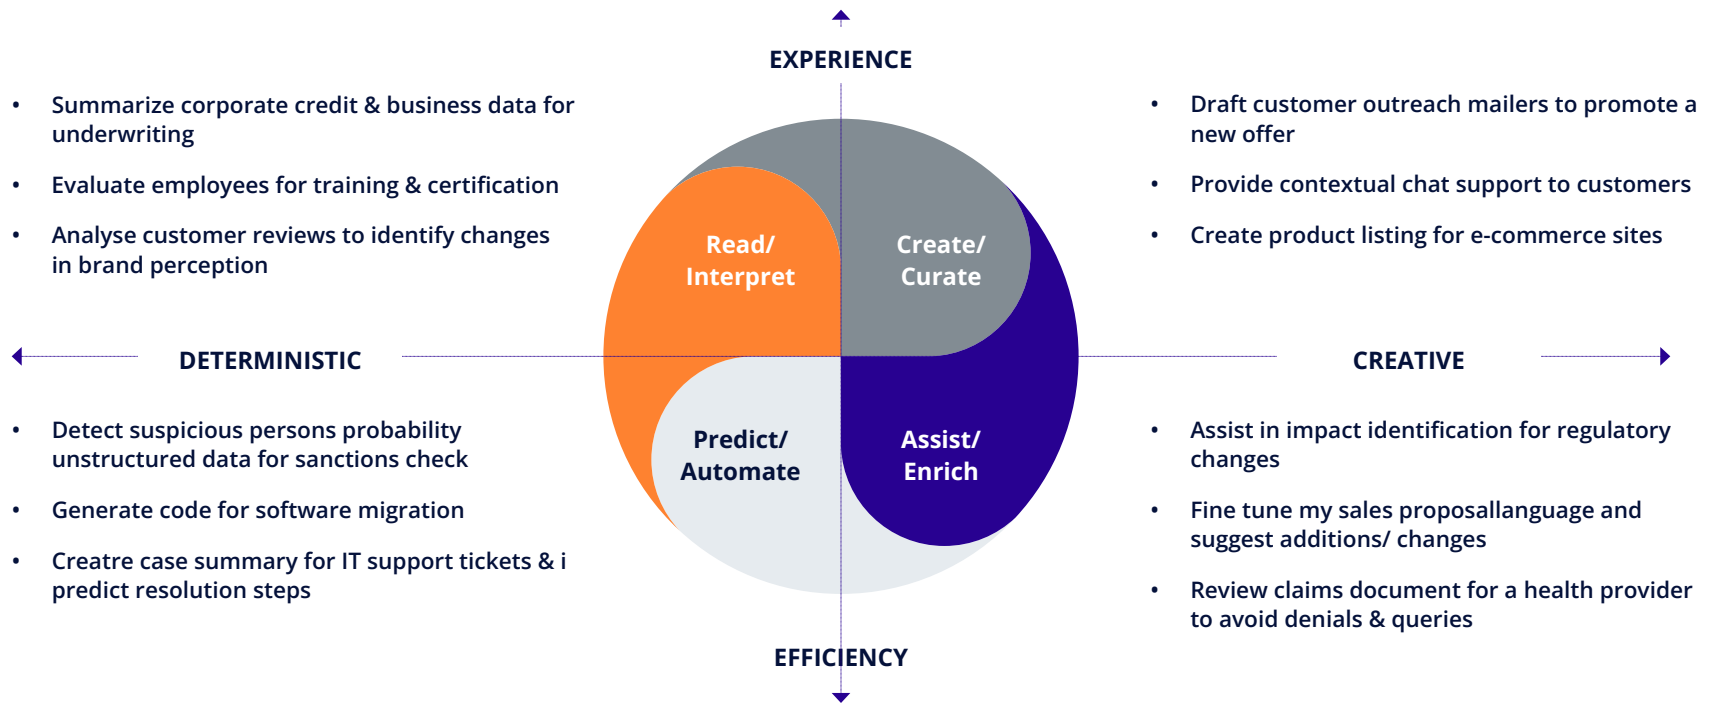 EXPERIENCE
• Summarize corporate credit & business data for
underwriting
• Evaluate employees for training & certification
• Analyse customer reviews to identify changes
in brand perception
• Draft customer outreach mailers to promote a
new offer
• Provide contextual chat support to customers
• Create product listing for e-commerce sites
Read/
Interpret
Create/
Curate
DETERMINISTIC
CREATIVE
Predict/
Automate
Assist/
Enrich
• Detect suspicious persons probability
unstructured data for sanctions check
• Generate code for software migration
• Creatre case summary for IT support tickets & i
predict resolution steps
• Assist in impact identification for regulatory
changes
• Fine tune my sales proposallanguage and
suggest additions/ changes
• Review claims document for a health provider
to avoid denials & queries
EFFICIENCY